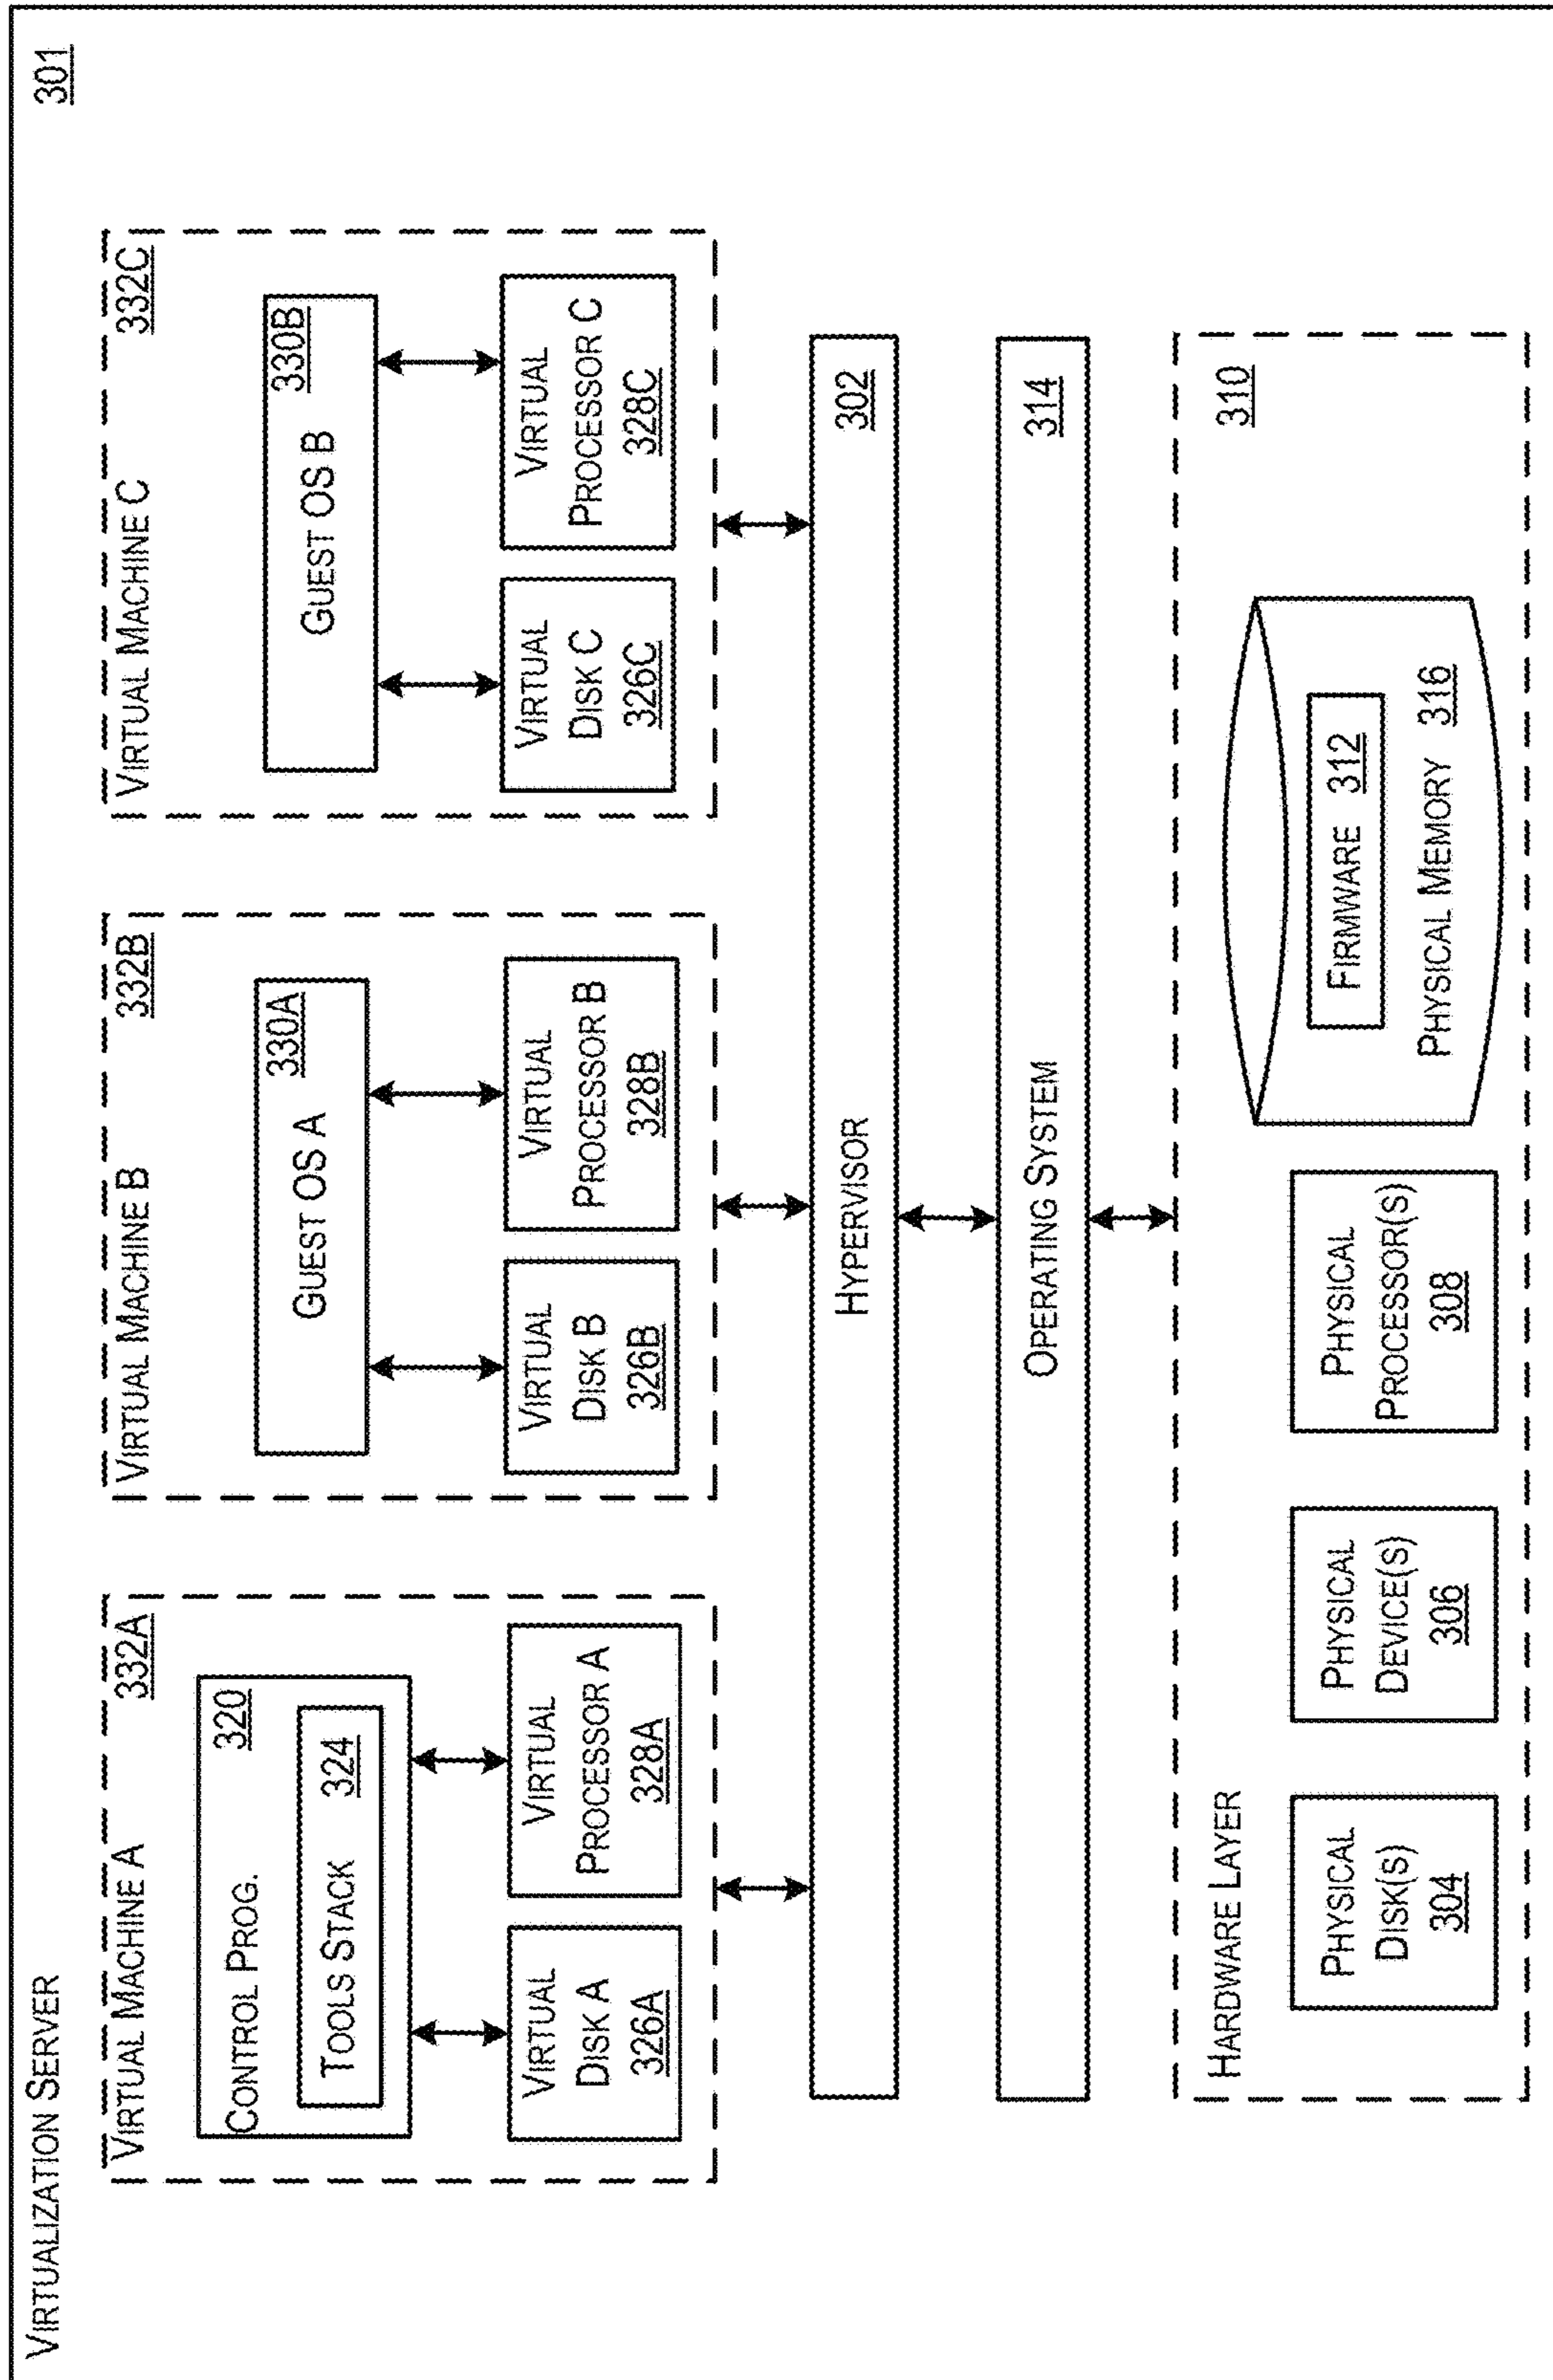 VIRTUALIZATION SERVER
301
VIRTUAL MACHINE A
332A
CONTROL PROG.
320
TOOLS STACK 324
VIRTUAL
DISK A
326A
VIRTUAL
PROCESSOR A
328A
VIRTUAL MACHINE B
332B
GUEST OS A
330A
VIRTUAL
DISK B
326B
VIRTUAL
PROCESSOR B
328B
VIRTUAL MACHINE C
332C
GUEST OS B
330B
VIRTUAL
DISK C
326C
VIRTUAL
PROCESSOR C
328C
HYPERVISOR
302
OPERATING SYSTEM
314
HARDWARE LAYER
310
PHYSICAL
DISK(S)
304
PHYSICAL
DEVICE(S)
306
PHYSICAL
PROCESSOR(S)
308
FIRMWARE 312
PHYSICAL MEMORY 316